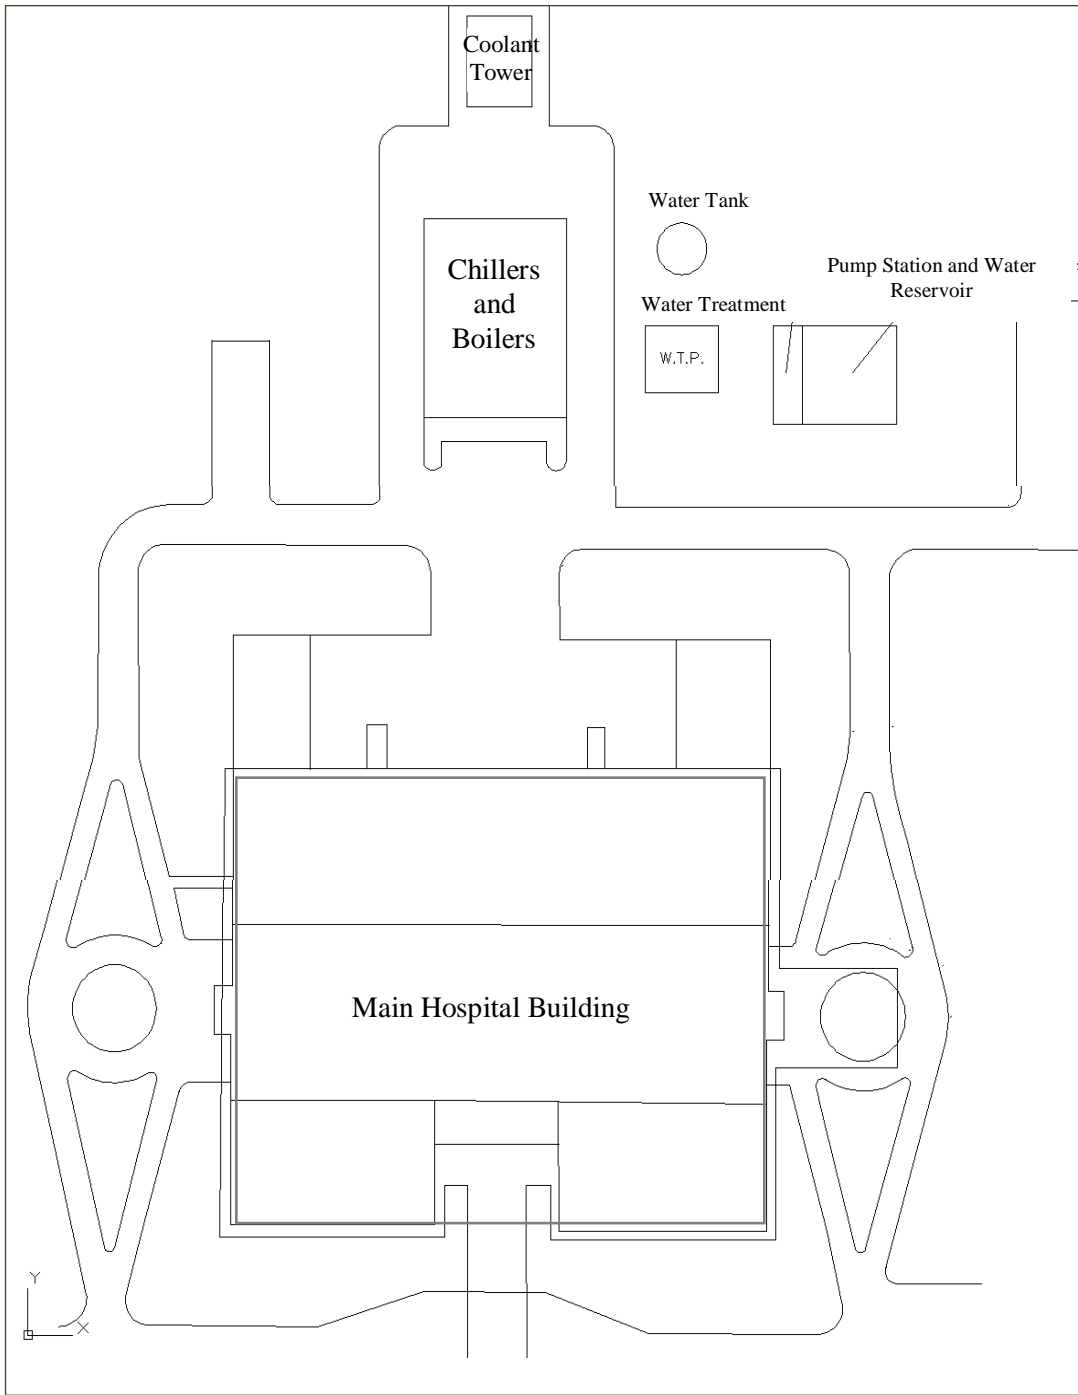 Coolant
Tower
Water Tank
Chillers
and
Boilers
Pump Station and Water
Reservoir
Water Treatment
W.T.P.
Main Hospital Building
Y
X